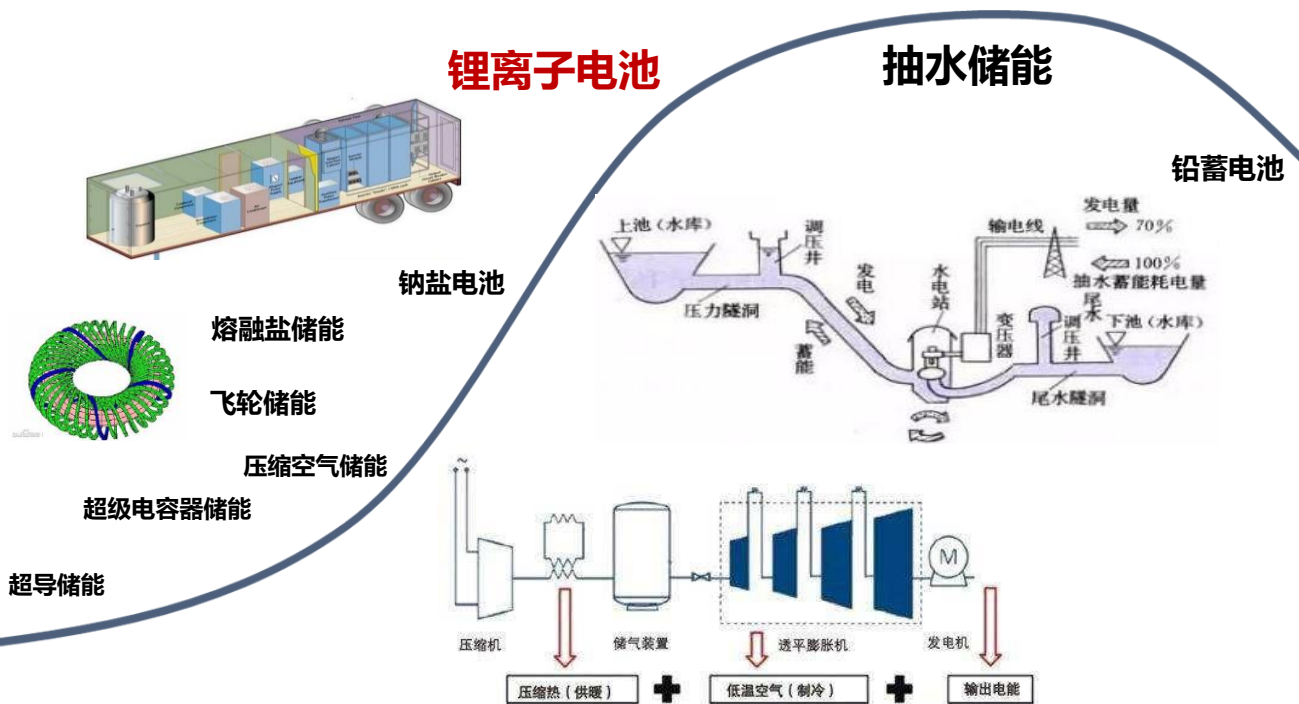 锂离子电池
抽水储能
铅蓄电池
钠盐电池
熔融盐储能
飞轮储能
压缩空气储能
超级电容器储能
超导储能
上池（水库）
调压井
压力隧洞
发电
蓄能
水电站
输电线
发电量
70%
100%
抽水蓄能耗电量
变压器
尾水
调压井
下池（水库）
尾水隧洞
~
M
压缩机
储气装置
透平膨胀机
发电机
压缩热（供暖）
低温空气（制冷）
输出电能